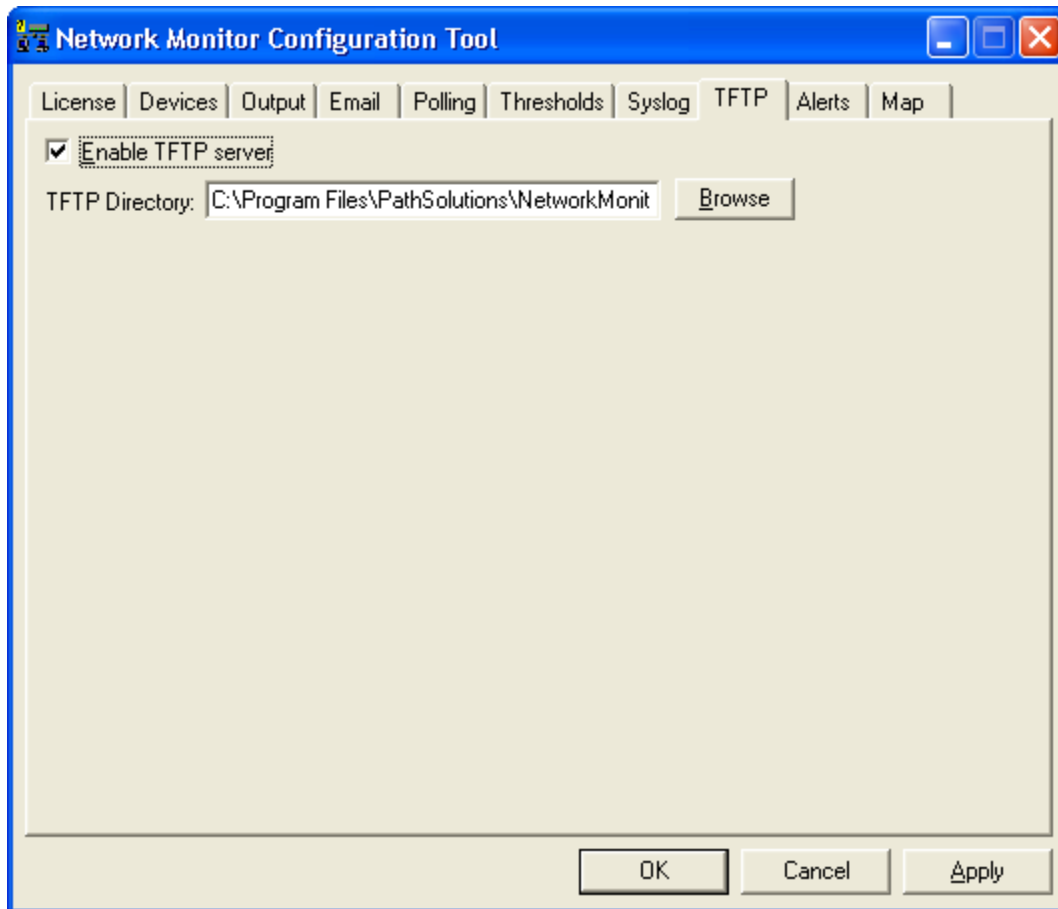 Network Monitor Configuration Tool
License Devices Output Email Polling Thresholds Syslog TFTP Alerts Map
Enable TFTP server
TFTP Directory: C:\Program Files\PathSolutions\NetworkMonit Browse
OK Cancel Apply